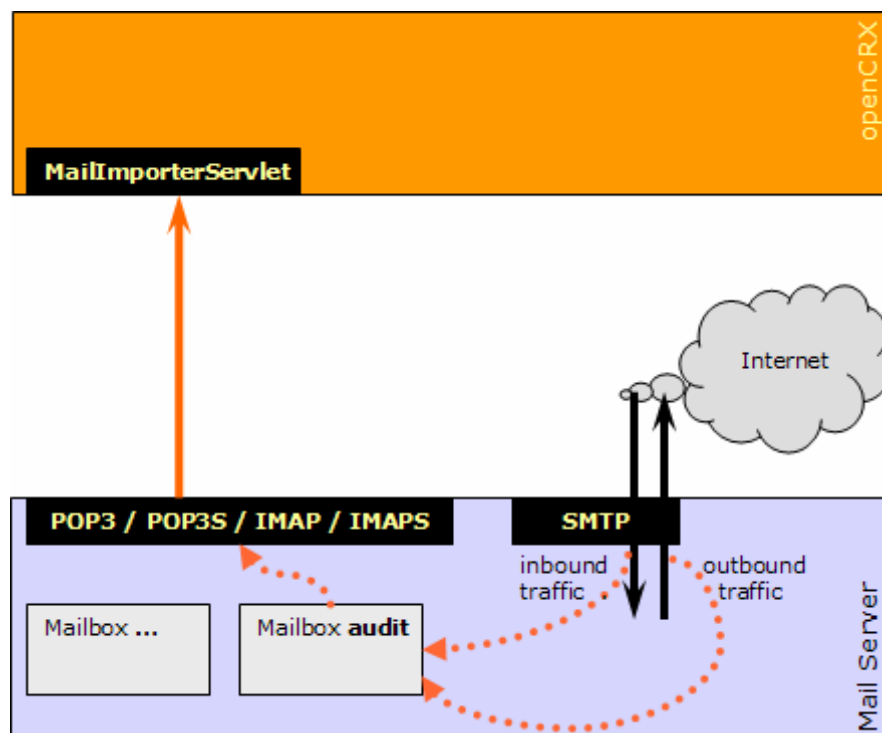 openCRX
MailImporterServlet
Internet
POP3 / POP3S / IMAP / IMAPS
SMTP
inbound
traffic
outbound
traffic
Mailbox ...
Mailbox audit
Mail Server